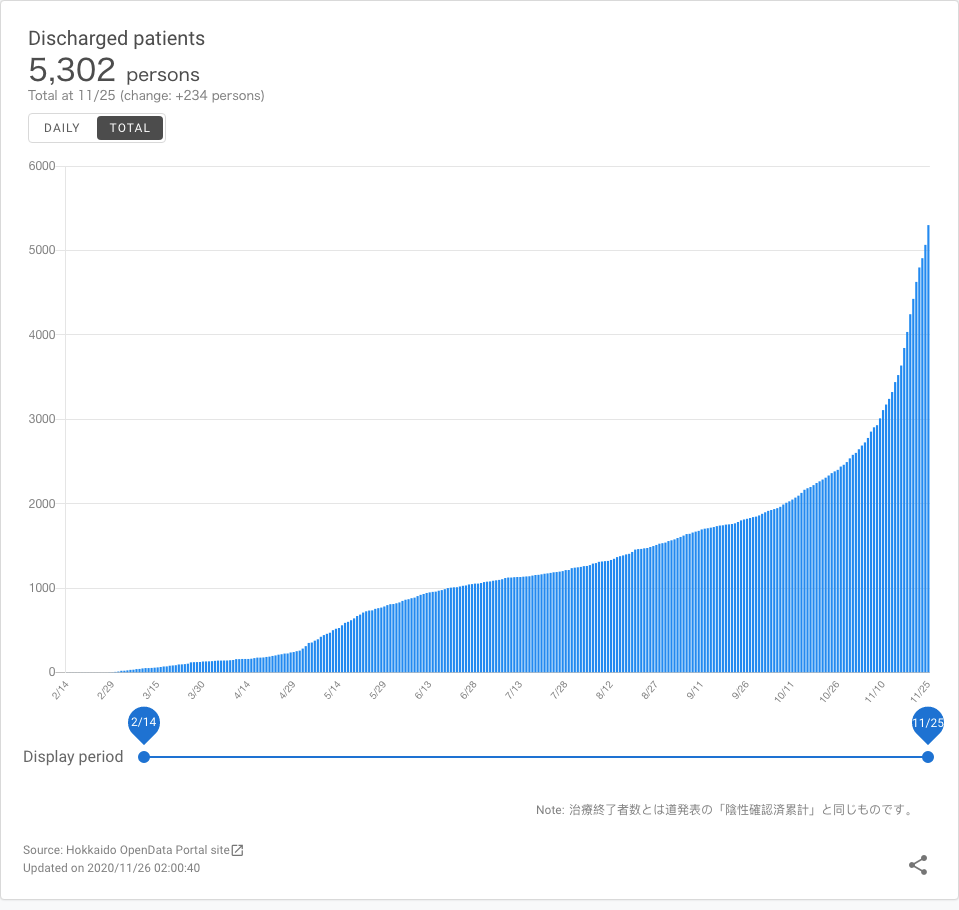 Discharged patients
5,302 persons
Total at 11/25 (change: +234 persons)
DAILY TOTAL
6000
5000
4000
3000
2000
1000
0
2/14 2/29 3/15 3/30 4/14 4/29 5/14 5/29 6/13 6/28 7/13 7/28 8/12 8/27 9/11 9/26 10/11 10/26 11/10 11/25
2/14 11/25
Display period
Note: 治療終了者数とは道発表の「陰性確認済累計」と同じものです。
Source: Hokkaido OpenData Portal site
Updated on 2020/11/26 02:00:40